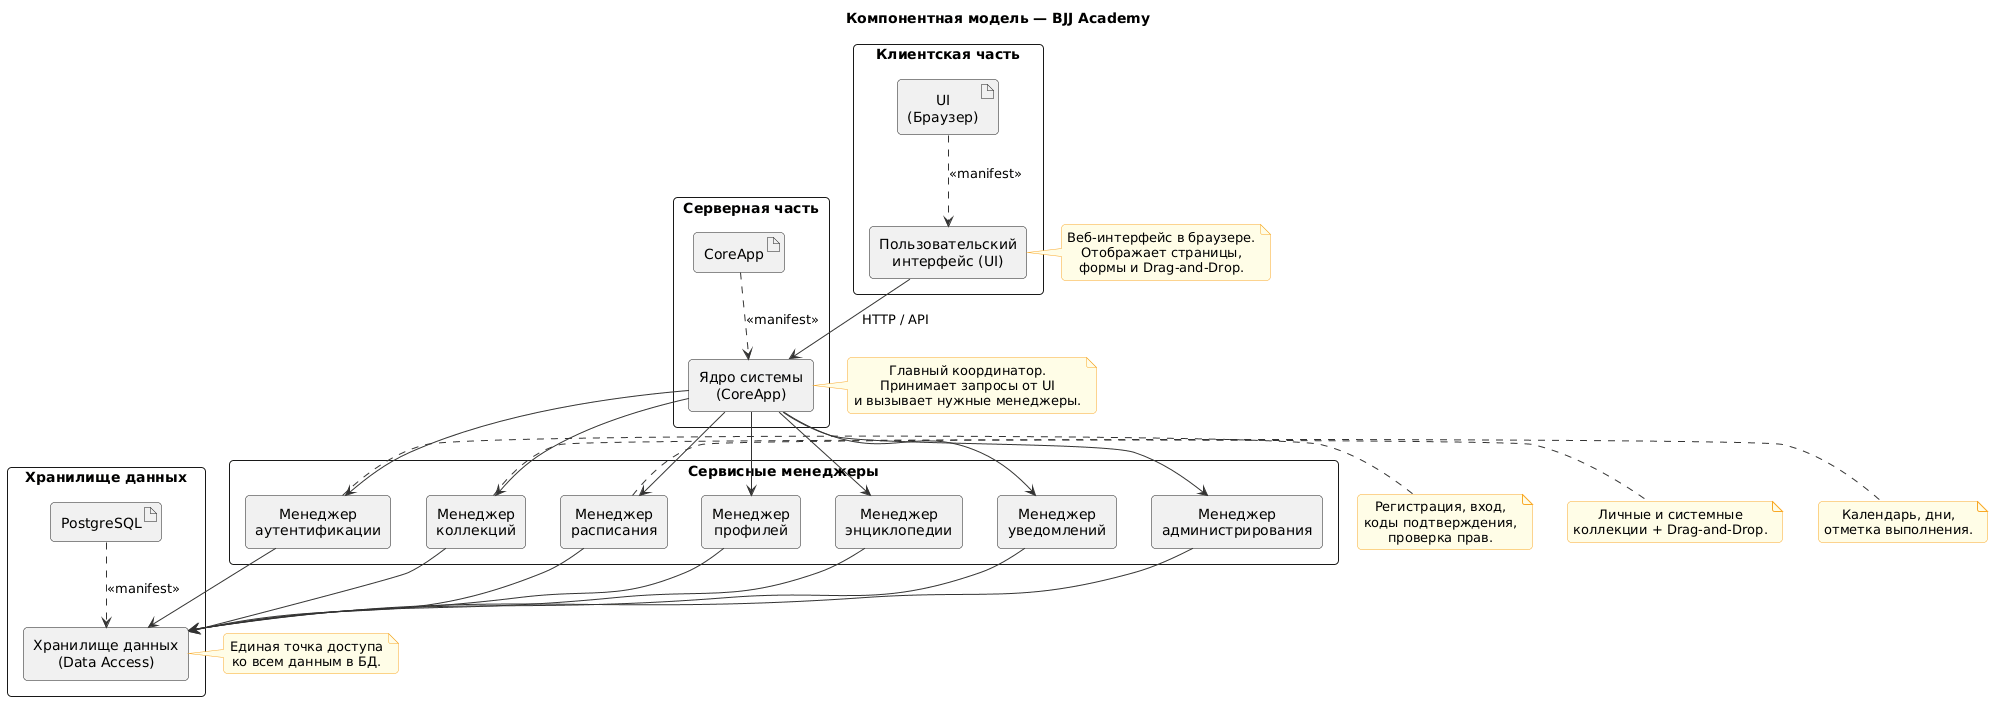 Компонентная модель — BJJ Academy
Клиентская часть
UI
(Браузер)
«manifest»
Пользовательский
интерфейс (UI)
Веб-интерфейс в браузере.
Отображает страницы,
формы и Drag-and-Drop.
HTTP / API
Серверная часть
CoreApp
«manifest»
Ядро системы
(CoreApp)
Главный координатор.
Принимает запросы от UI
и вызывает нужные менеджеры.
Сервисные менеджеры
Менеджер
аутентификации
Менеджер
коллекций
Менеджер
расписания
Менеджер
профилей
Менеджер
энциклопедии
Менеджер
уведомлений
Менеджер
администрирования
Регистрация, вход,
коды подтверждения,
проверка прав.
Личные и системные
коллекции + Drag-and-Drop.
Календарь, дни,
отметка выполнения.
Хранилище данных
PostgreSQL
«manifest»
Хранилище данных
(Data Access)
Единая точка доступа
ко всем данным в БД.